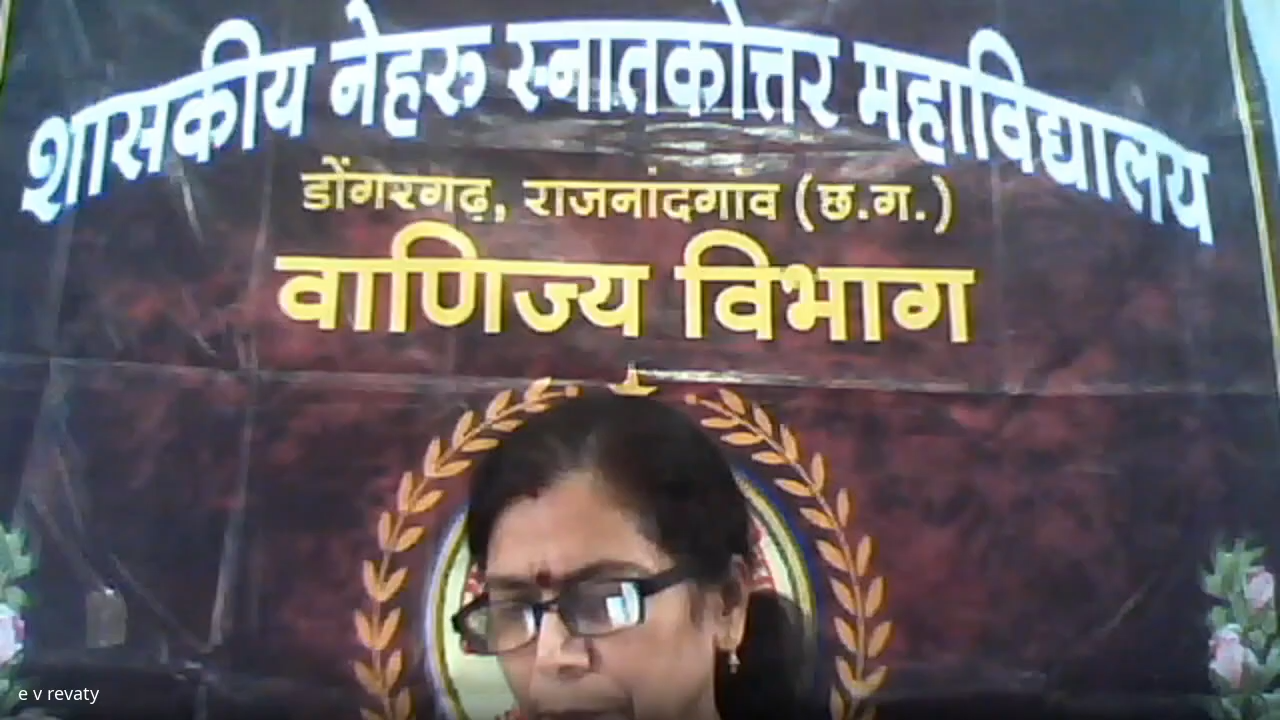 शासकीय नेहरु स्नातकोत्तर महाविद्यालय
डोंगरगढ़, राजनांदगांव (छ.ग.)
वाणिज्य विभाग
e v revaty